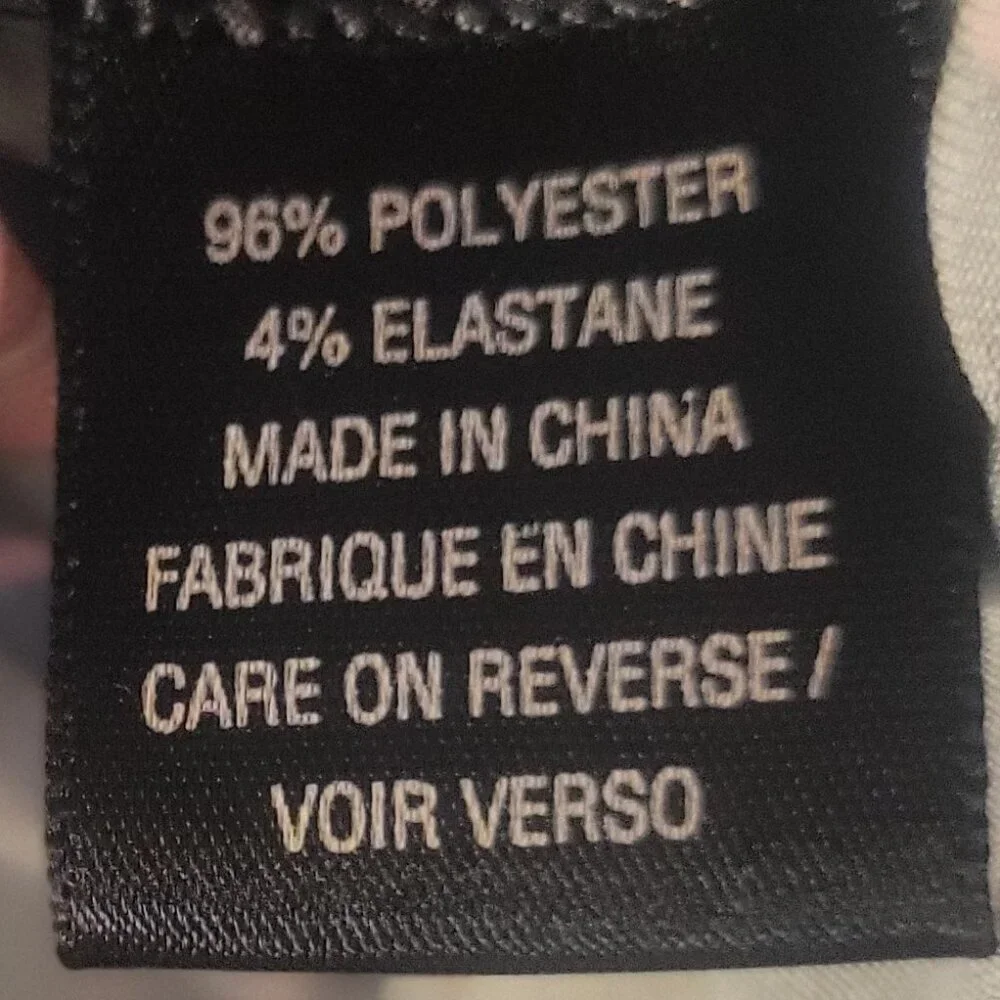 96% POLYESTER
4% ELASTANE
MADE IN CHINA
FABRIQUE EN CHINE
CARE ON REVERSE /
VOIR VERSO